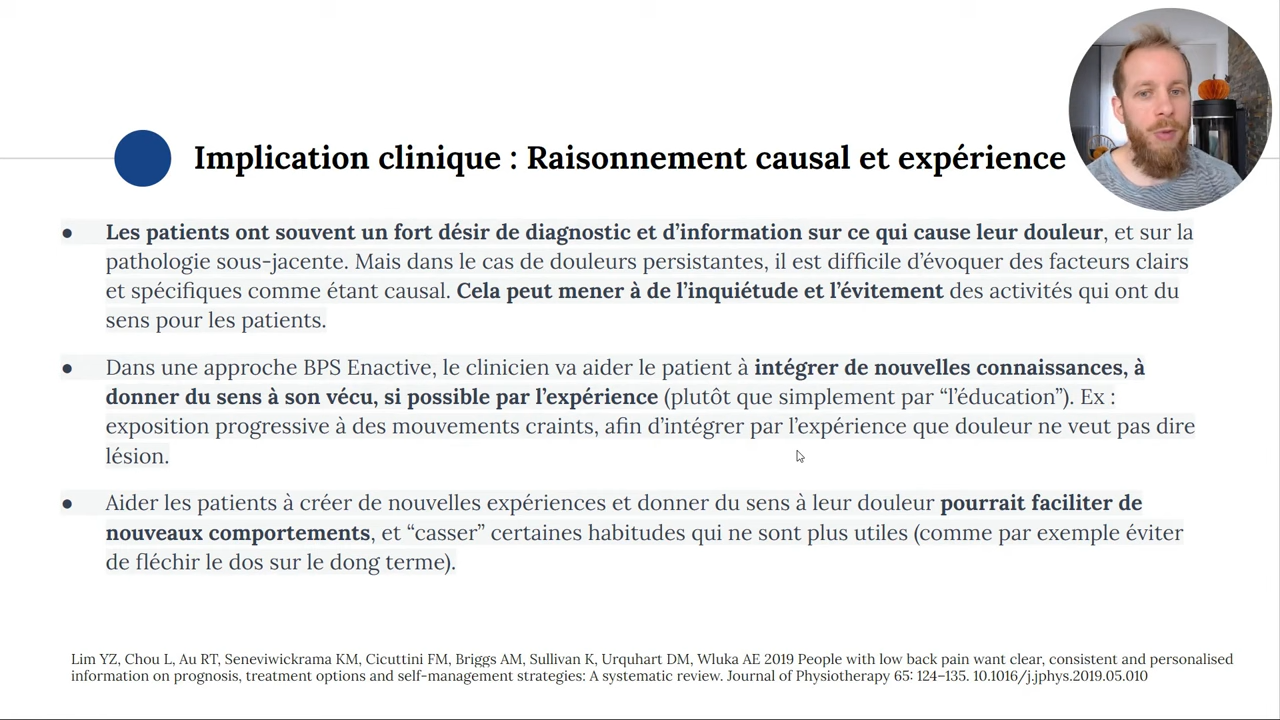 Implication clinique : Raisonnement causal et expérience
● Les patients ont souvent un fort désir de diagnostic et d’information sur ce qui cause leur douleur, et sur la
pathologie sous-jacente. Mais dans le cas de douleurs persistantes, il est difficile d’évoquer des facteurs clairs
et spécifiques comme étant causal. Cela peut mener à de l’inquiétude et l’évitement des activités qui ont du
sens pour les patients.
● Dans une approche BPS Enactive, le clinicien va aider le patient à intégrer de nouvelles connaissances, à
donner du sens à son vécu, si possible par l’expérience (plutôt que simplement par “l’éducation”). Ex :
exposition progressive à des mouvements craints, afin d’intégrer par l’expérience que douleur ne veut pas dire
lésion.
● Aider les patients à créer de nouvelles expériences et donner du sens à leur douleur pourrait faciliter de
nouveaux comportements, et “casser” certaines habitudes qui ne sont plus utiles (comme par exemple éviter
de fléchir le dos sur le dong terme).
Lim YZ, Chou L, Au RT, Seneviwickrama KM, Cicuttini FM, Briggs AM, Sullivan K, Urquhart DM, Wluka AE 2019 People with low back pain want clear, consistent and personalised
information on prognosis, treatment options and self-management strategies: A systematic review. Journal of Physiotherapy 65: 124–135. 10.1016/j.jphys.2019.05.010